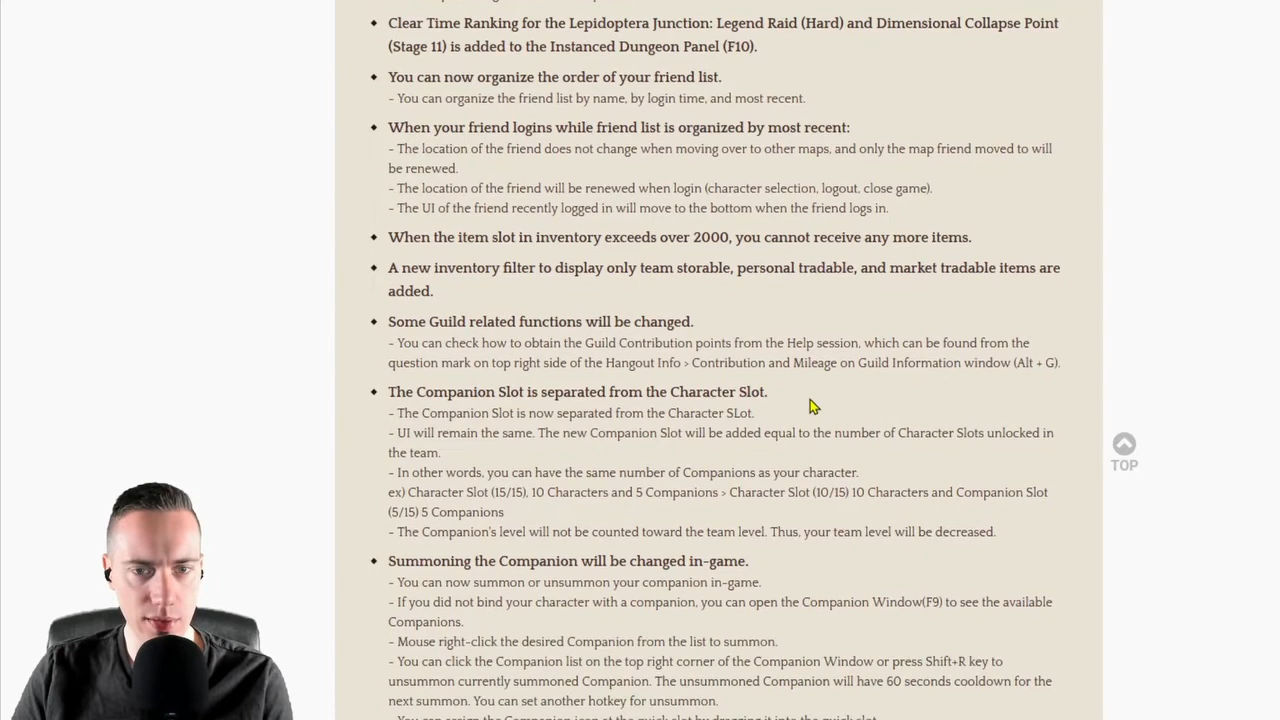 Clear Time Ranking for the Lepidoptera Junction: Legend Raid (Hard) and Dimensional Collapse Point
(Stage 11) is added to the Instanced Dungeon Panel (F10).
You can now organize the order of your friend list.
- You can organize the friend list by name, by login time, and most recent.
When your friend logins while friend list is organized by most recent:
- The location of the friend does not change when moving over to other maps, and only the map friend moved to will
be renewed.
- The location of the friend will be renewed when login (character selection, logout, close game).
- The UI of the friend recently logged in will move to the bottom when the friend logs in.
When the item slot in inventory exceeds over 2000, you cannot receive any more items.
A new inventory filter to display only team storable, personal tradable, and market tradable items are
added.
Some Guild related functions will be changed.
- You can check how to obtain the Guild Contribution points from the Help session, which can be found from the
question mark on top right side of the Hangout Info > Contribution and Mileage on Guild Information window (Alt + G).
The Companion Slot is separated from the Character Slot.
- The Companion Slot is now separated from the Character SLot.
- UI will remain the same. The new Companion Slot will be added equal to the number of Character Slots unlocked in
the team.
- In other words, you can have the same number of Companions as your character.
ex) Character Slot (15/15), 10 Characters and 5 Companions > Character Slot (10/15) 10 Characters and Companion Slot
(5/15) 5 Companions
- The Companion's level will not be counted toward the team level. Thus, your team level will be decreased.
TOP
Summoning the Companion will be changed in-game.
- You can now summon or unsummon your companion in-game.
- If you did not bind your character with a companion, you can open the Companion Window(F9) to see the available
Companions.
- Mouse right-click the desired Companion from the list to summon.
- You can click the Companion list on the top right corner of the Companion Window or press Shift+R key to
unsummon currently summoned Companion. The unsummoned Companion will have 60 seconds cooldown for the
next summon. You can set another hotkey for unsummon.
- You can assign the Companion icon at the quick slot by dragging it into the quick slot.